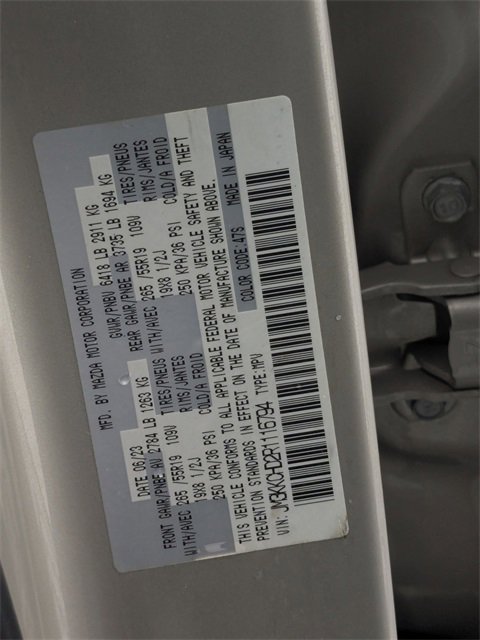 MFD. BY MAZDA MOTOR CORPORATION
DATE 06/23 GVWR/PNBV 6418 LB 2911 KG
FRONT GAWR/PNBE AV 2784 LB 1263 KG REAR GAWR/PNBE AR 3735 LB 1694 KG
WITH/AVEC 265 /55R19 109V TIRES/PNEUS WITH/AVEC 265 /55R19 109V TIRES/PNEUS
19X8 1/2J RIMS/JANTES 19X8 1/2J RIMS/JANTES
250 KPA/36 PSI COLD/A FROID 250 KPA/36 PSI COLD/A FROID
THIS VEHICLE CONFORMS TO ALL APPLICABLE FEDERAL MOTOR VEHICLE SAFETY AND THEFT
PREVENTION STANDARDS IN EFFECT ON THE DATE OF MANUFACTURE SHOWN ABOVE.
VIN: JM3KKCHD2R1116794 TYPE:MPV COLOR CODE:47S MADE IN JAPAN